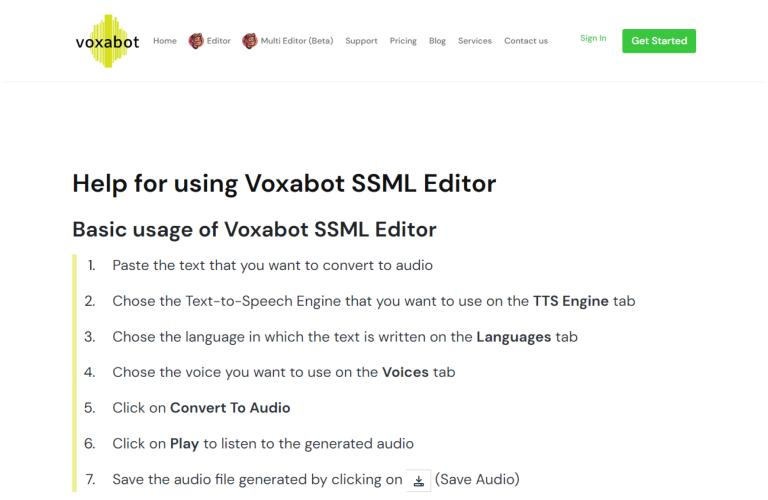 voxabot
Home Editor Multi Editor (Beta) Support Pricing Blog Services Contact us Sign In Get Started
Help for using Voxabot SSML Editor
Basic usage of Voxabot SSML Editor
1. Paste the text that you want to convert to audio
2. Chose the Text-to-Speech Engine that you want to use on the TTS Engine tab
3. Chose the language in which the text is written on the Languages tab
4. Chose the voice you want to use on the Voices tab
5. Click on Convert To Audio
6. Click on Play to listen to the generated audio
7. Save the audio file generated by clicking on (Save Audio)